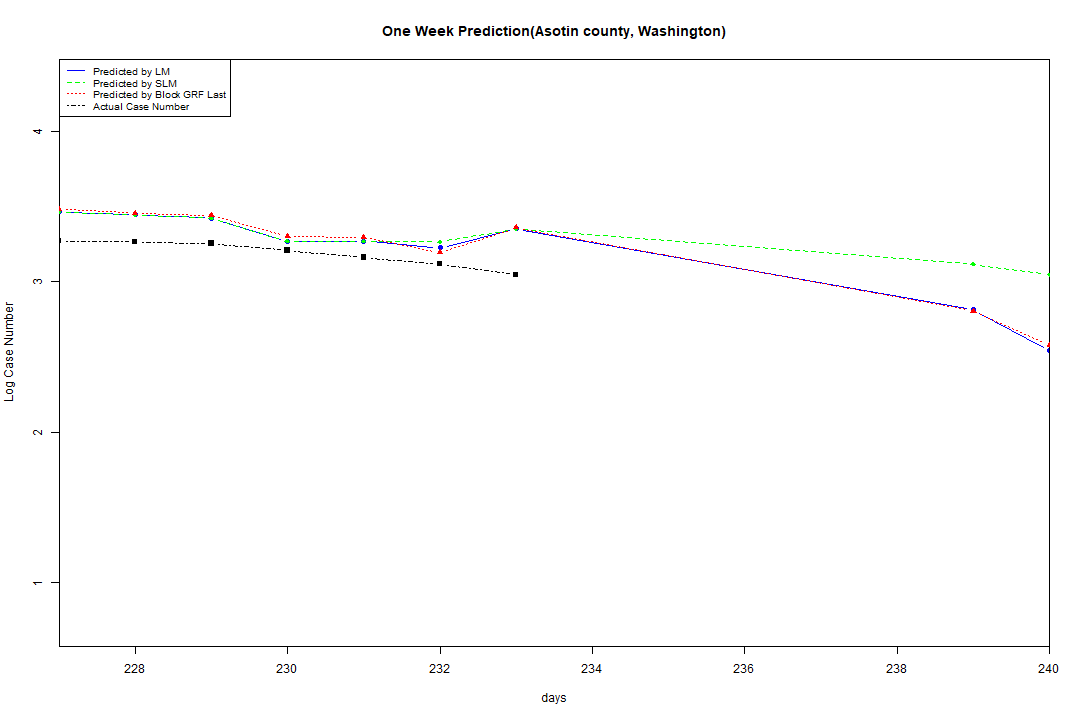 One Week Prediction(Asotin county, Washington)
Predicted by LM
Predicted by SLM
Predicted by Block GRF Last
Actual Case Number
4
3
2
1
Log Case Number
228 230 232 234 236 238 240
days